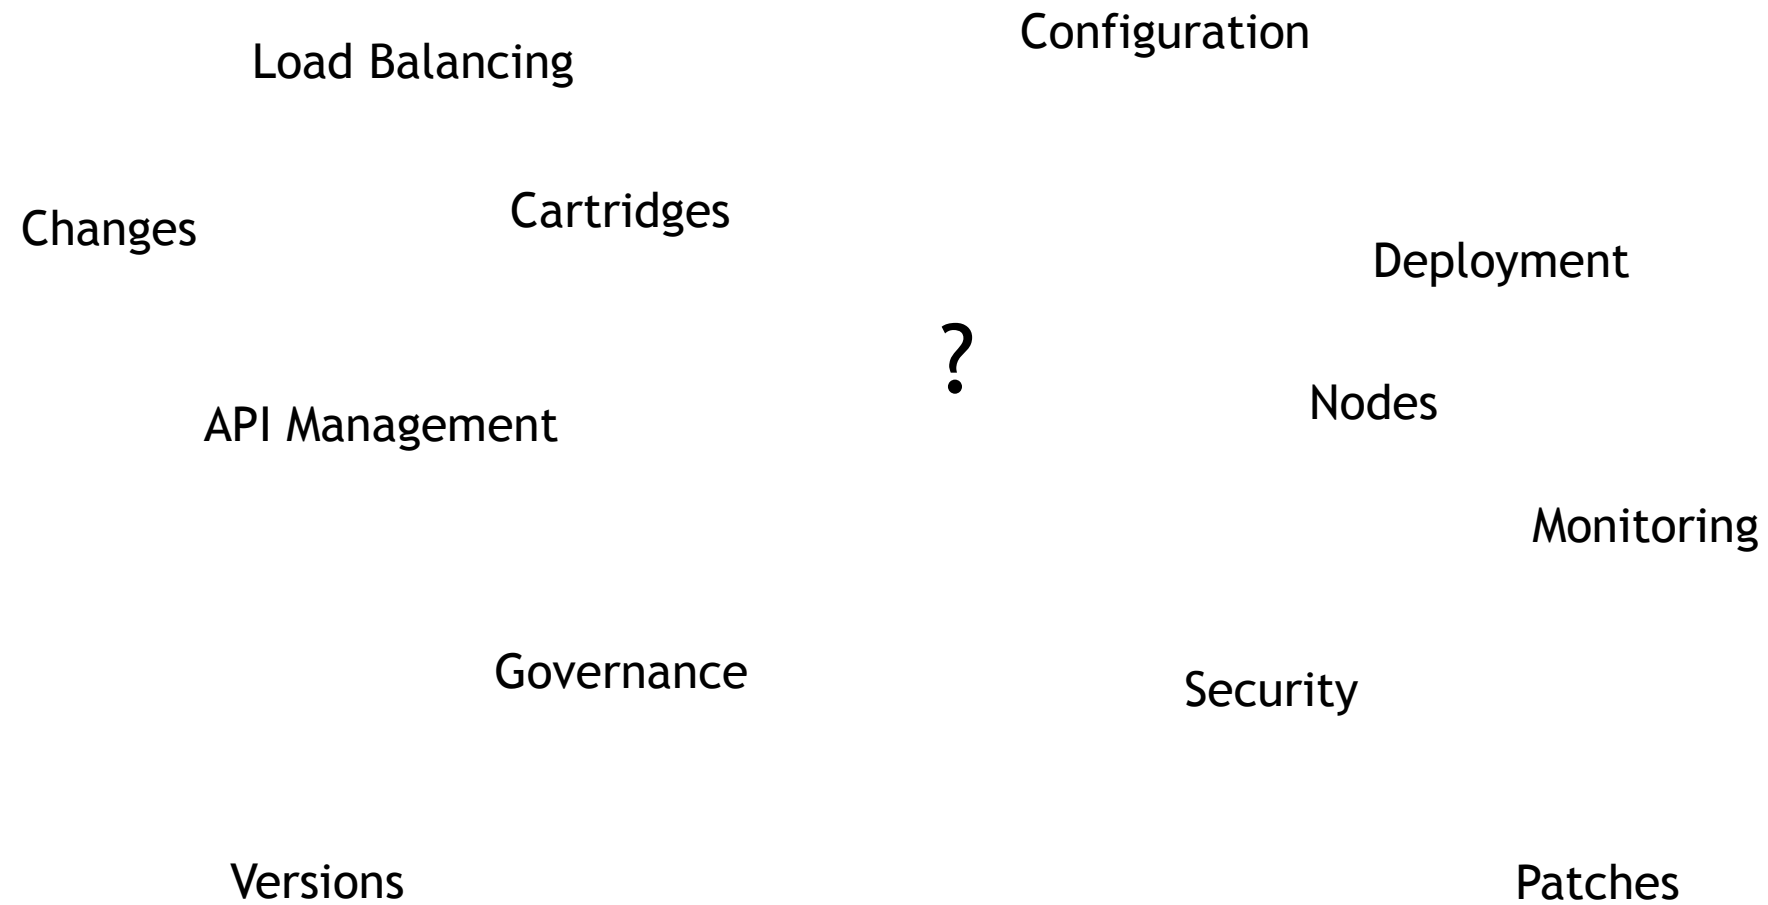 Configuration
Load Balancing
Cartridges
Changes
Deployment
?
Nodes
API Management
Monitoring
Governance
Security
Versions
Patches